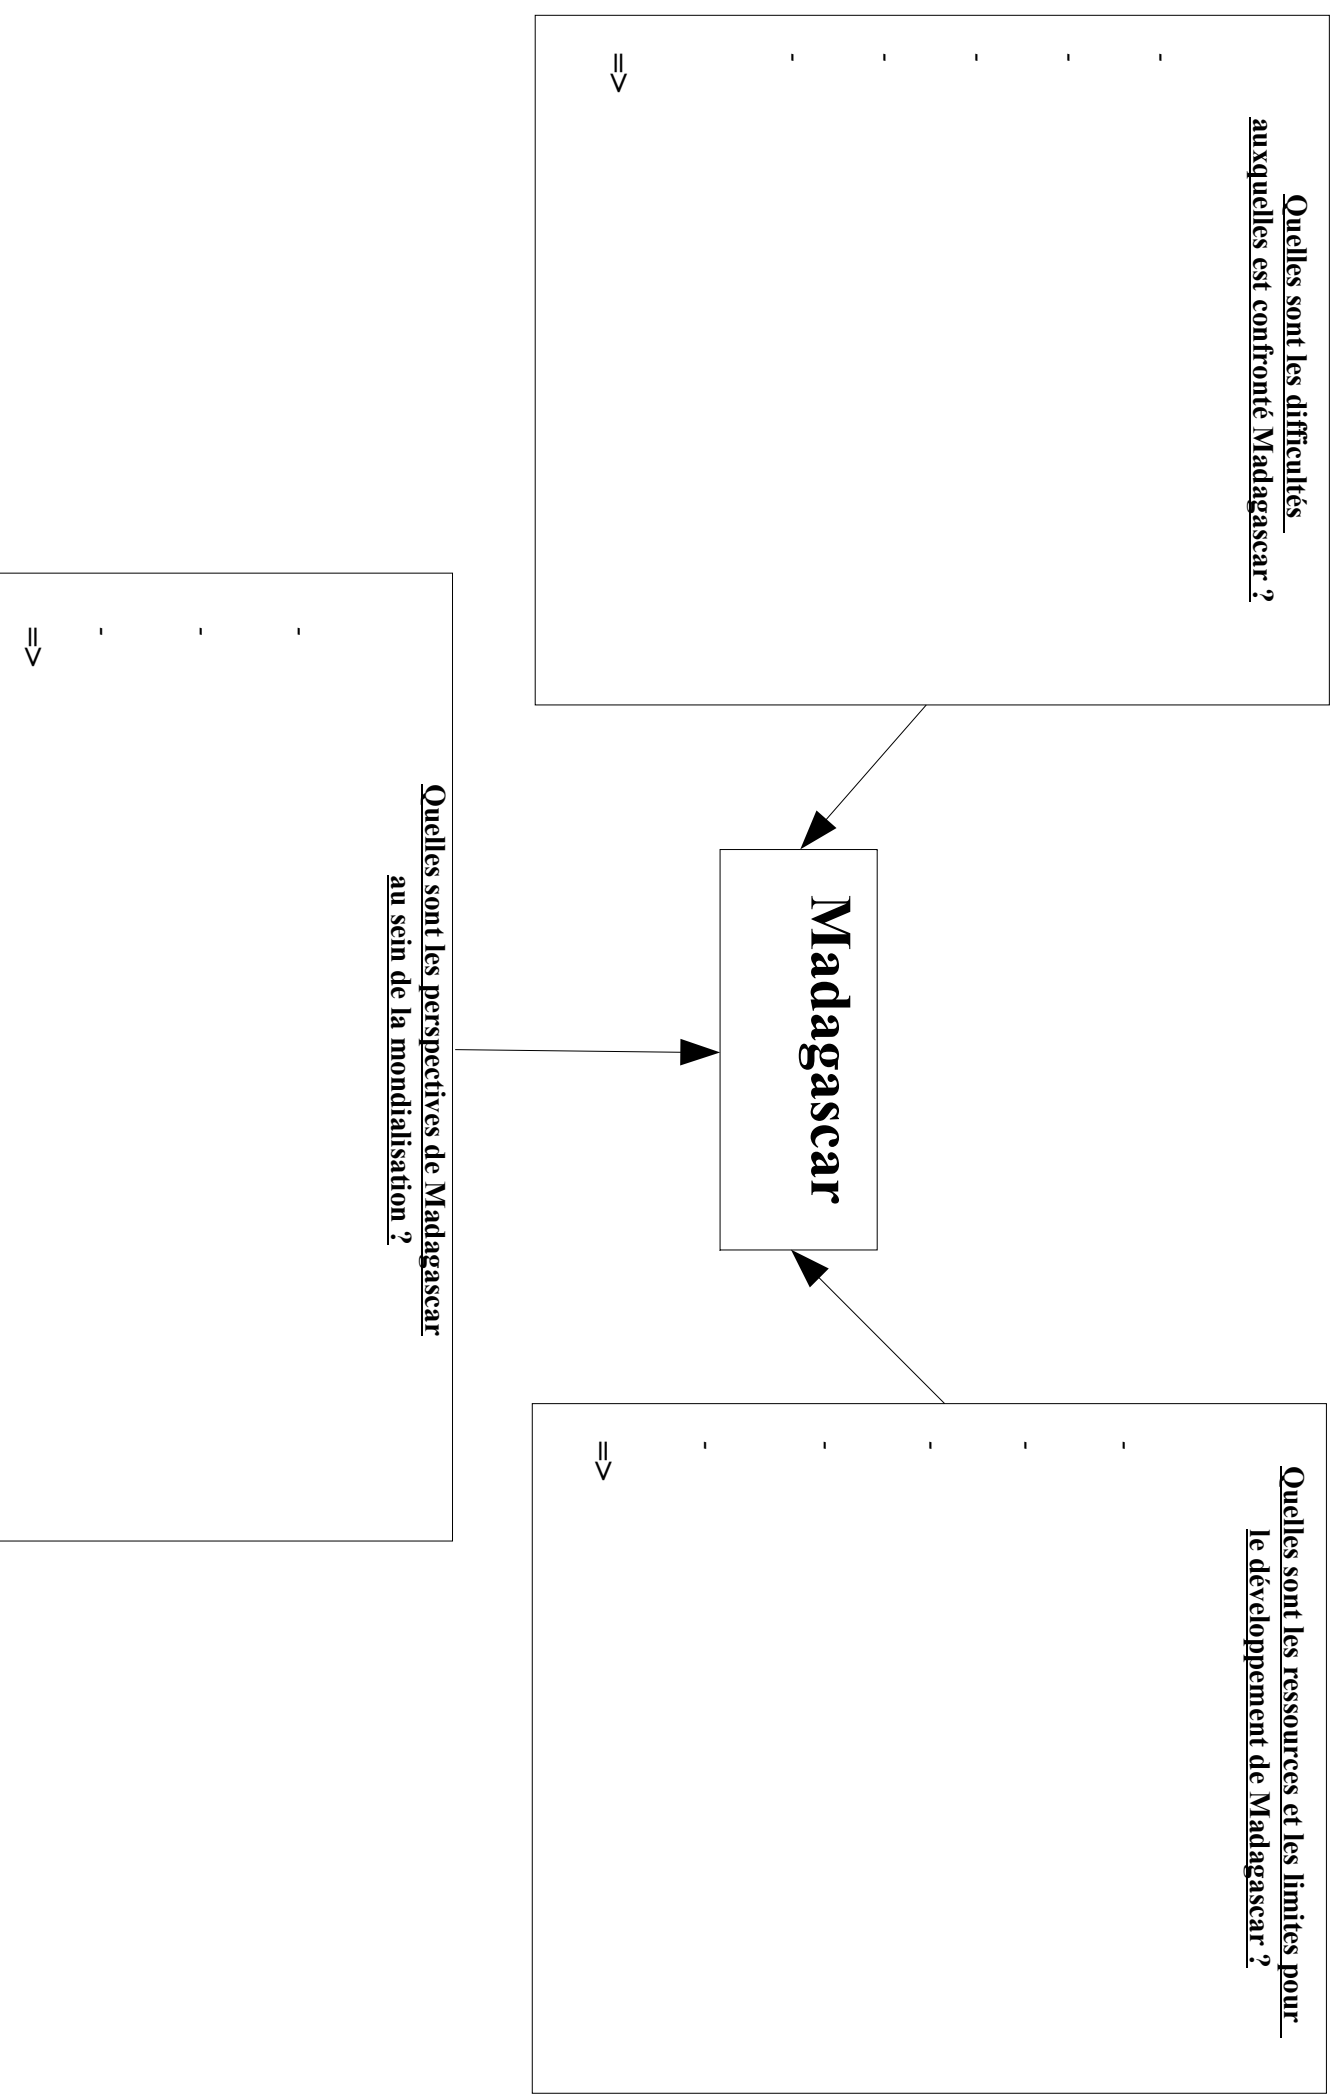 Quelles sont les difficultés
auxquelles est confronté Madagascar ?
-
-
-
-
-
=>
Madagascar
Quelles sont les ressources et les limites pour
le développement de Madagascar ?
-
-
-
-
-
=>
Quelles sont les perspectives de Madagascar
au sein de la mondialisation ?
-
-
-
=>